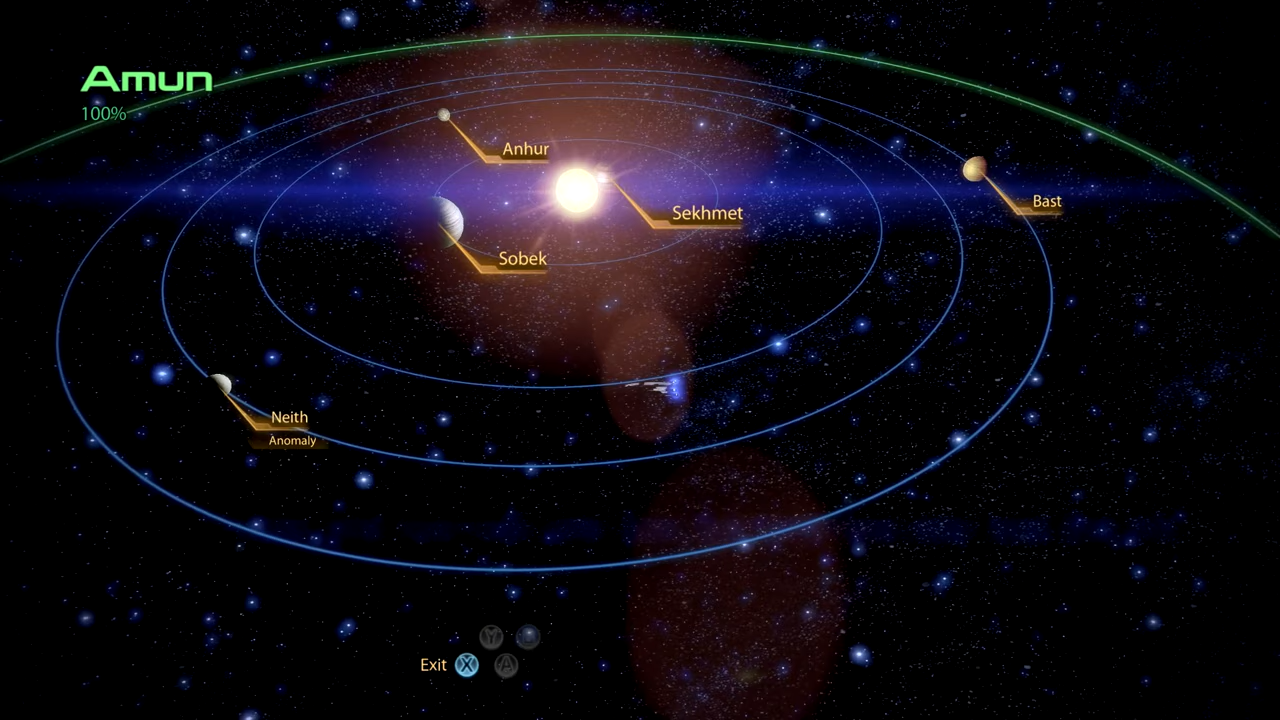 Amun
100%
Anhur
Sekhmet
Bast
Sobek
Neith
Anomaly
Y
Exit X A